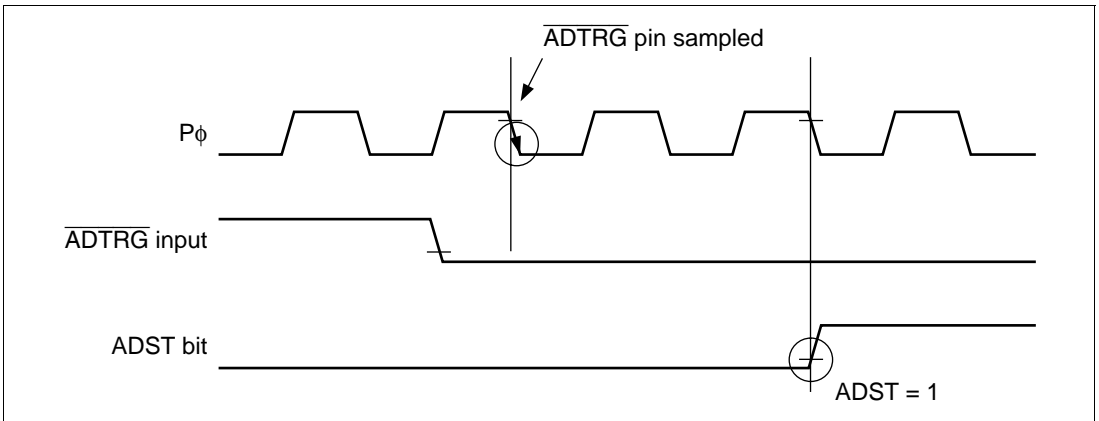 ADTRG pin sampled
Pϕ
ADTRG input
ADST bit
ADST = 1